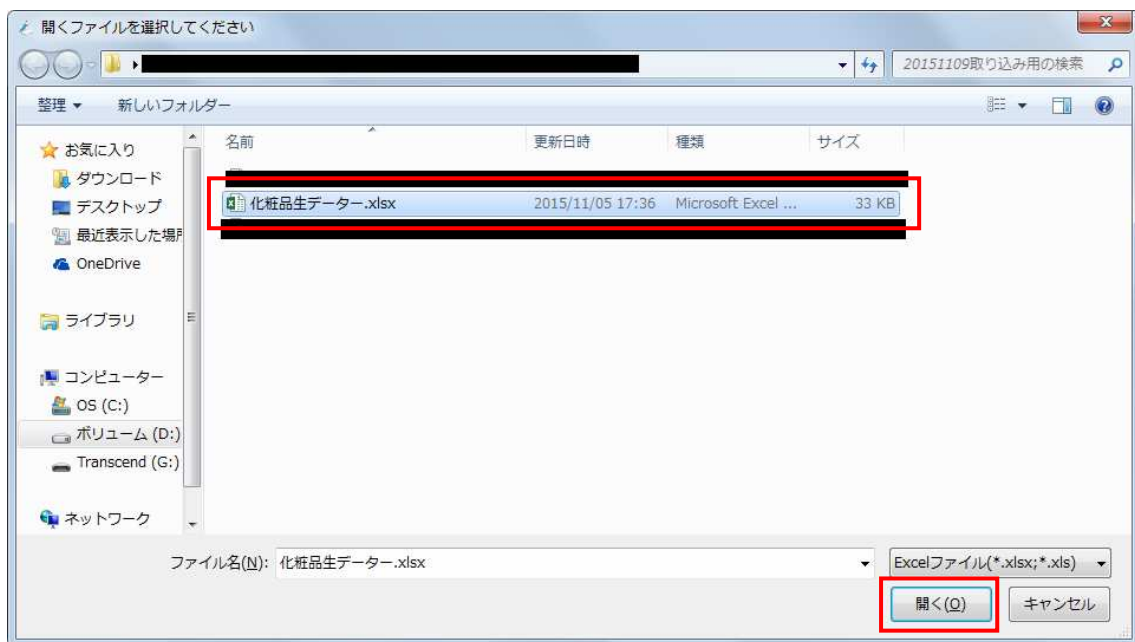 開くファイルを選択してください
20151109取り込み用の検索
整理 新しいフォルダー
名前 更新日時 種類 サイズ
お気に入り
ダウンロード
化粧品生データー.xlsx 2015/11/05 17:36 Microsoft Excel ... 33 KB
デスクトップ
最近表示した場所
OneDrive
ライブラリ
コンピューター
OS (C:)
ボリューム (D:)
Transcend (G:)
ネットワーク
ファイル名(N): 化粧品生データー.xlsx Excelファイル(*.xlsx;*.xls)
開く(O) キャンセル